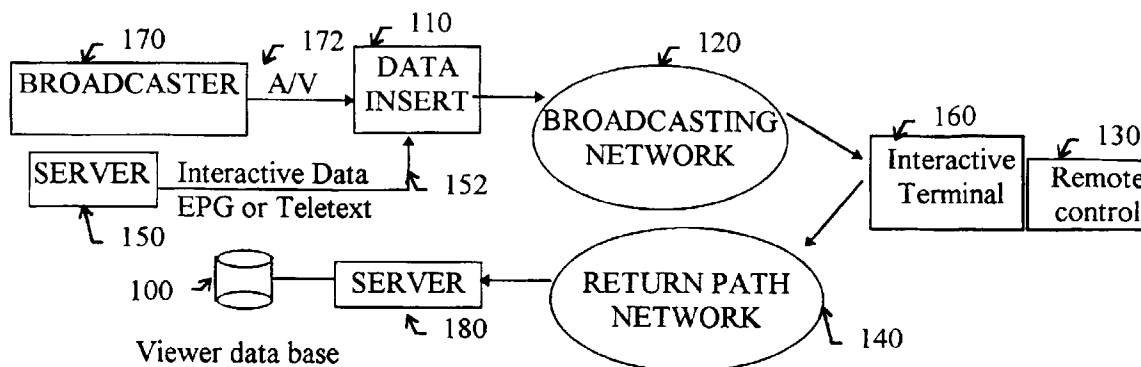 170
172
110
120
BROADCASTER
A/V
DATA
INSERT
BROADCASTING
NETWORK
160
130
Interactive
Terminal
Remote
control
SERVER
Interactive Data
EPG or Teletext
152
150
100
SERVER
180
RETURN PATH
NETWORK
140
Viewer data base